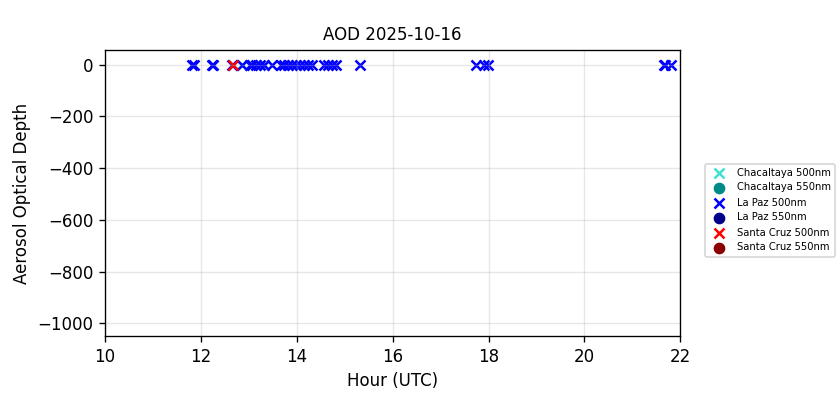 AOD 2025-10-16
0
−200
−400
−600
−800
−1000
Aerosol Optical Depth
10 12 14 16 18 20 22
Hour (UTC)
Chacaltaya 500nm
Chacaltaya 550nm
La Paz 500nm
La Paz 550nm
Santa Cruz 500nm
Santa Cruz 550nm